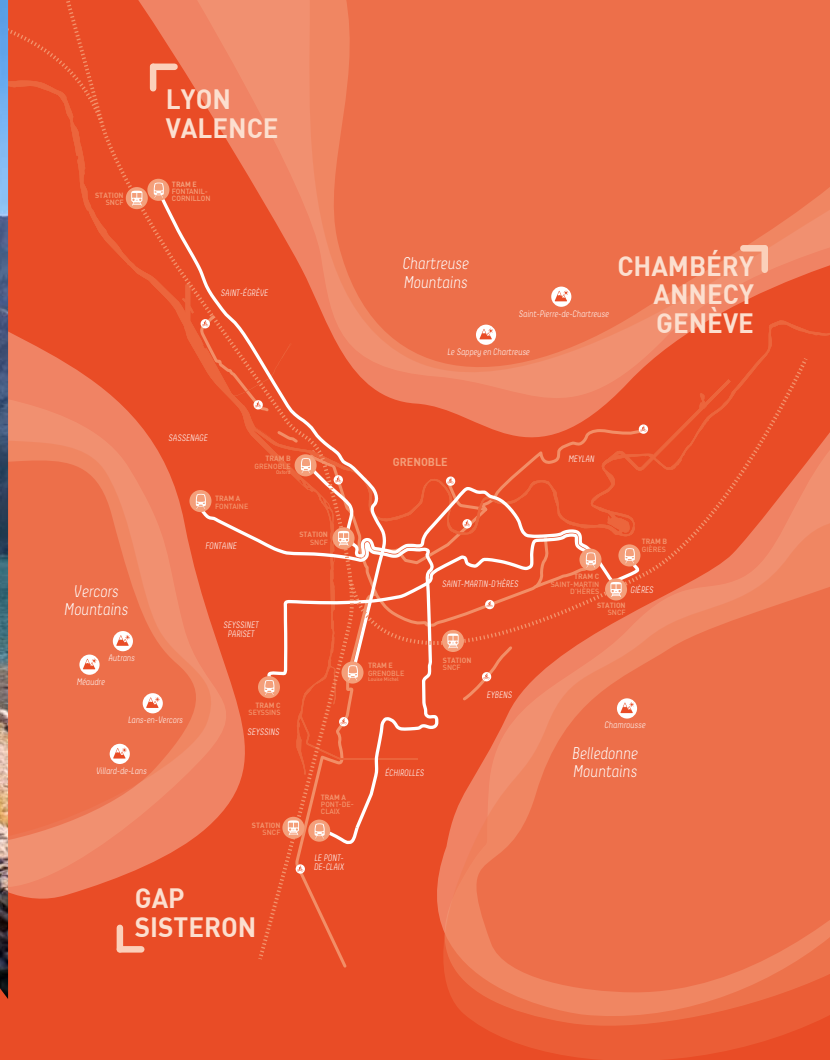 LYON
VALENCE
STATION
SNCF
TRAM E
FONTANIL-
CORNILLON
SAINT-ÉGRÈVE
Chartreuse
Mountains
CHAMBÉRY
ANNECY
GENÈVE
Saint-Pierre-de-Chartreuse
Le Sappey en Chartreuse
SASSENAGE
TRAM B
GRENOBLE
GRENOBLE
MEYLAN
TRAM A
FONTAINE
FONTAINE
STATION
SNCF
TRAM B
GIÈRES
TRAM C
SAINT-MARTIN
D'HÈRES
SAINT-MARTIN-D'HÈRES
GIÈRES
STATION
SNCF
Vercors
Mountains
SEYSSINET
PARISET
Autrans
Méaudre
STATION
SNCF
TRAM E
GRENOBLE
Louise Michel
EYBENS
TRAM C
SEYSSINS
SEYSSINS
Lans-en-Vercors
Chamrousse
Villard-de-Lans
Belledonne
Mountains
ÉCHIROLLES
TRAM A
PONT-DE-
CLAIX
STATION
SNCF
LE PONT-
DE-CLAIX
GAP
SISTERON